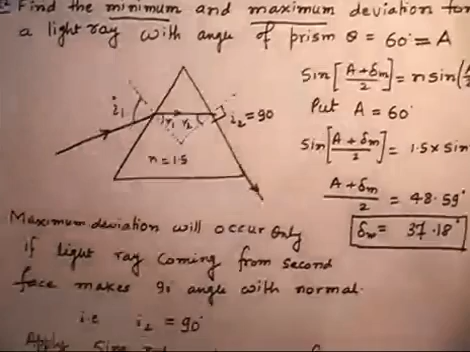 Find the minimum and maximum deviation for
a light ray with angle of prism θ = 60° = A
Sin[A+δm/2] = n sin(A/
Put A = 60°
Sin[A+δm/2] = 1.5 x sin
A+δm/2 = 48.59°
δm = 37.18°
i1
r1
r2
i2 = 90
n = 1.5
Maximum deviation will occur only
if light ray coming from second
face makes 90 angle with normal.
i.e i2 = 90°
Apply